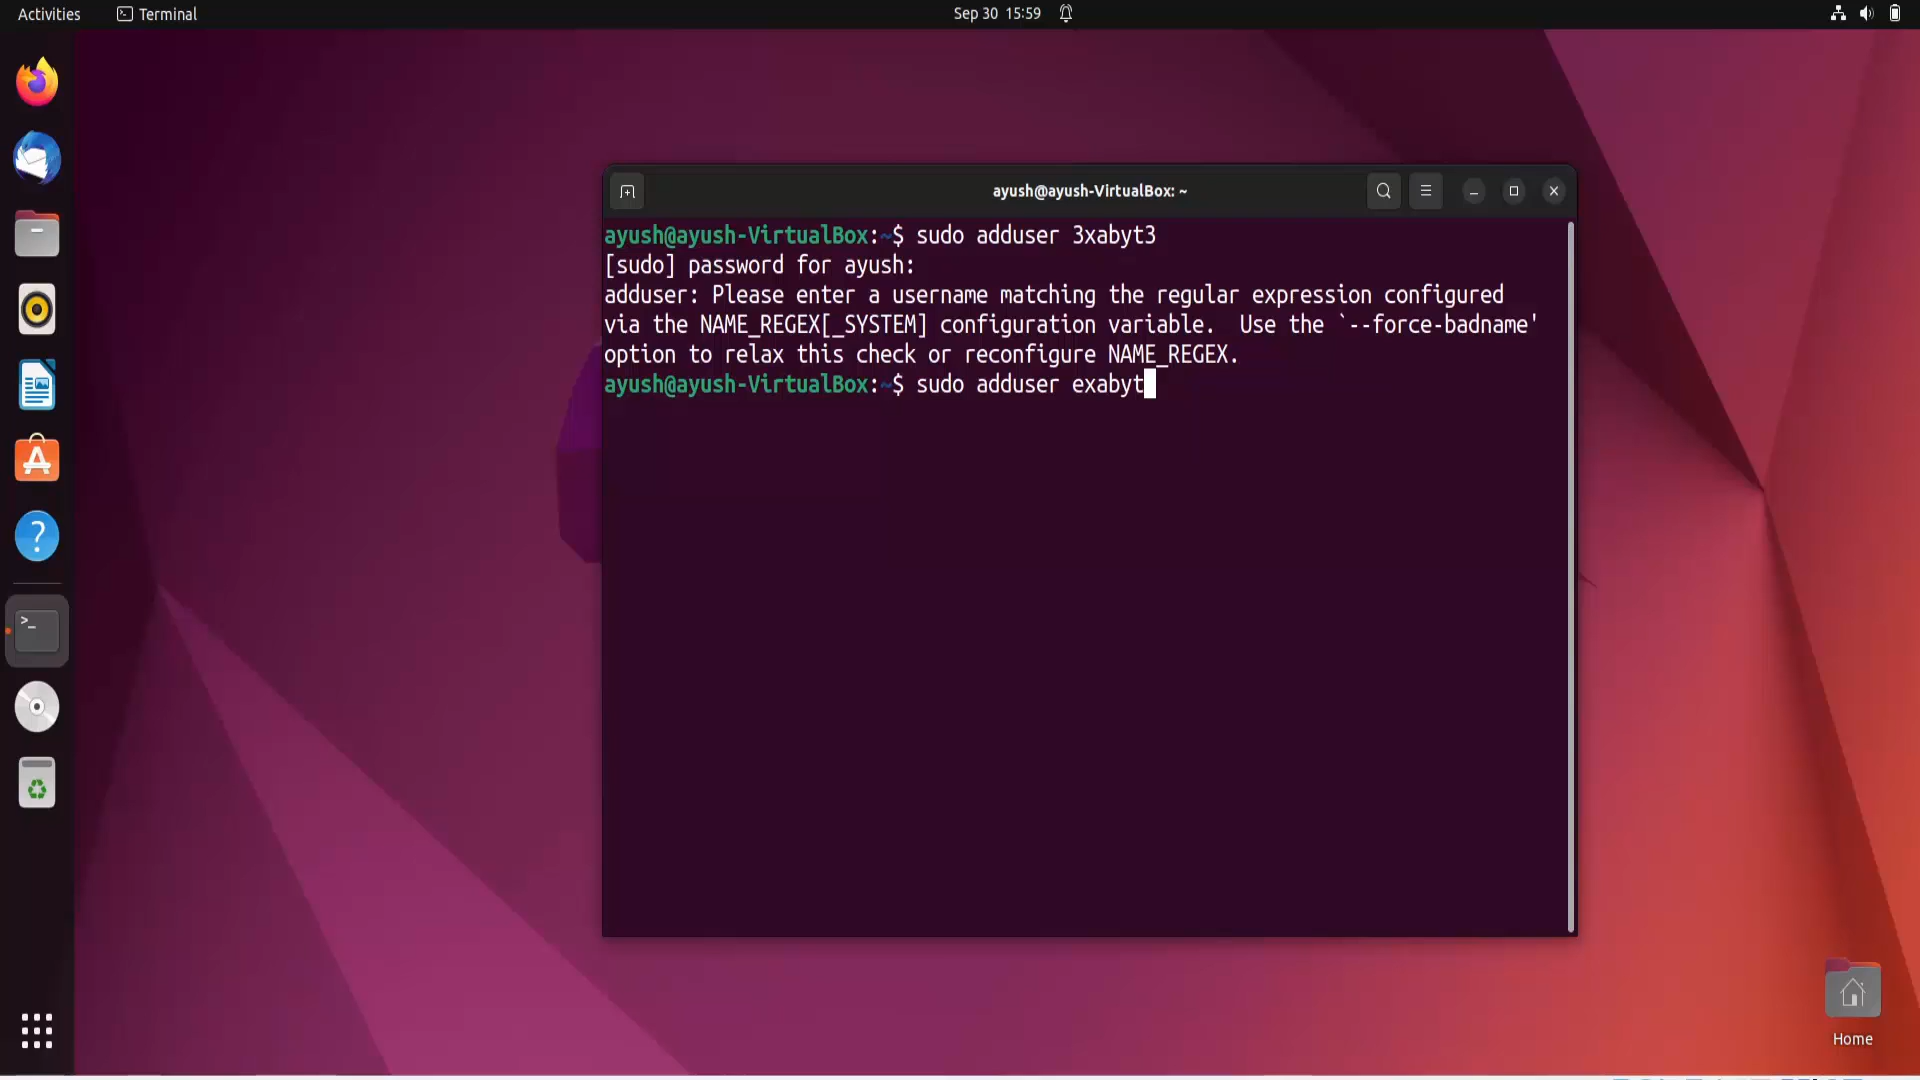 Activities
Terminal
Sep 30 15:59
ayush@ayush-VirtualBox: ~
ayush@ayush-VirtualBox:~$ sudo adduser 3xabyt3
[sudo] password for ayush:
adduser: Please enter a username matching the regular expression configured
via the NAME_REGEX[_SYSTEM] configuration variable.  Use the `--force-badname'
option to relax this check or reconfigure NAME_REGEX.
ayush@ayush-VirtualBox:~$ sudo adduser exabyt
Home